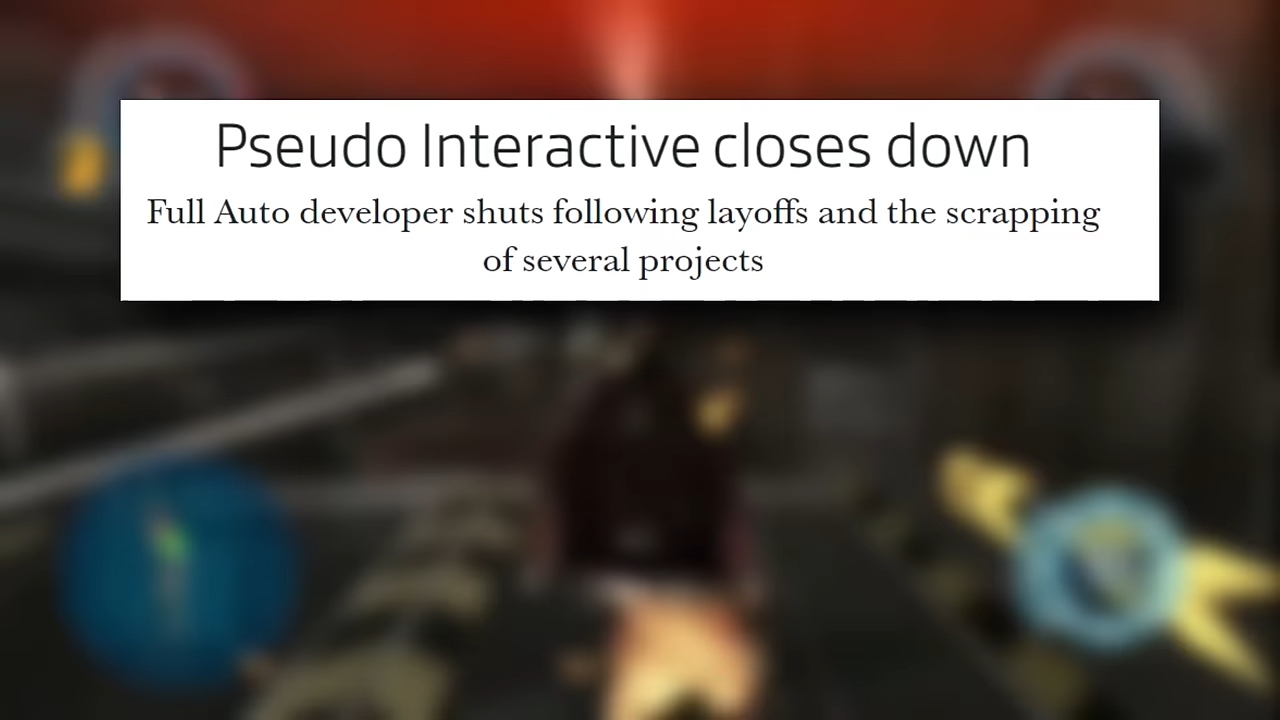 Pseudo Interactive closes down
Full Auto developer shuts following layoffs and the scrapping
of several projects